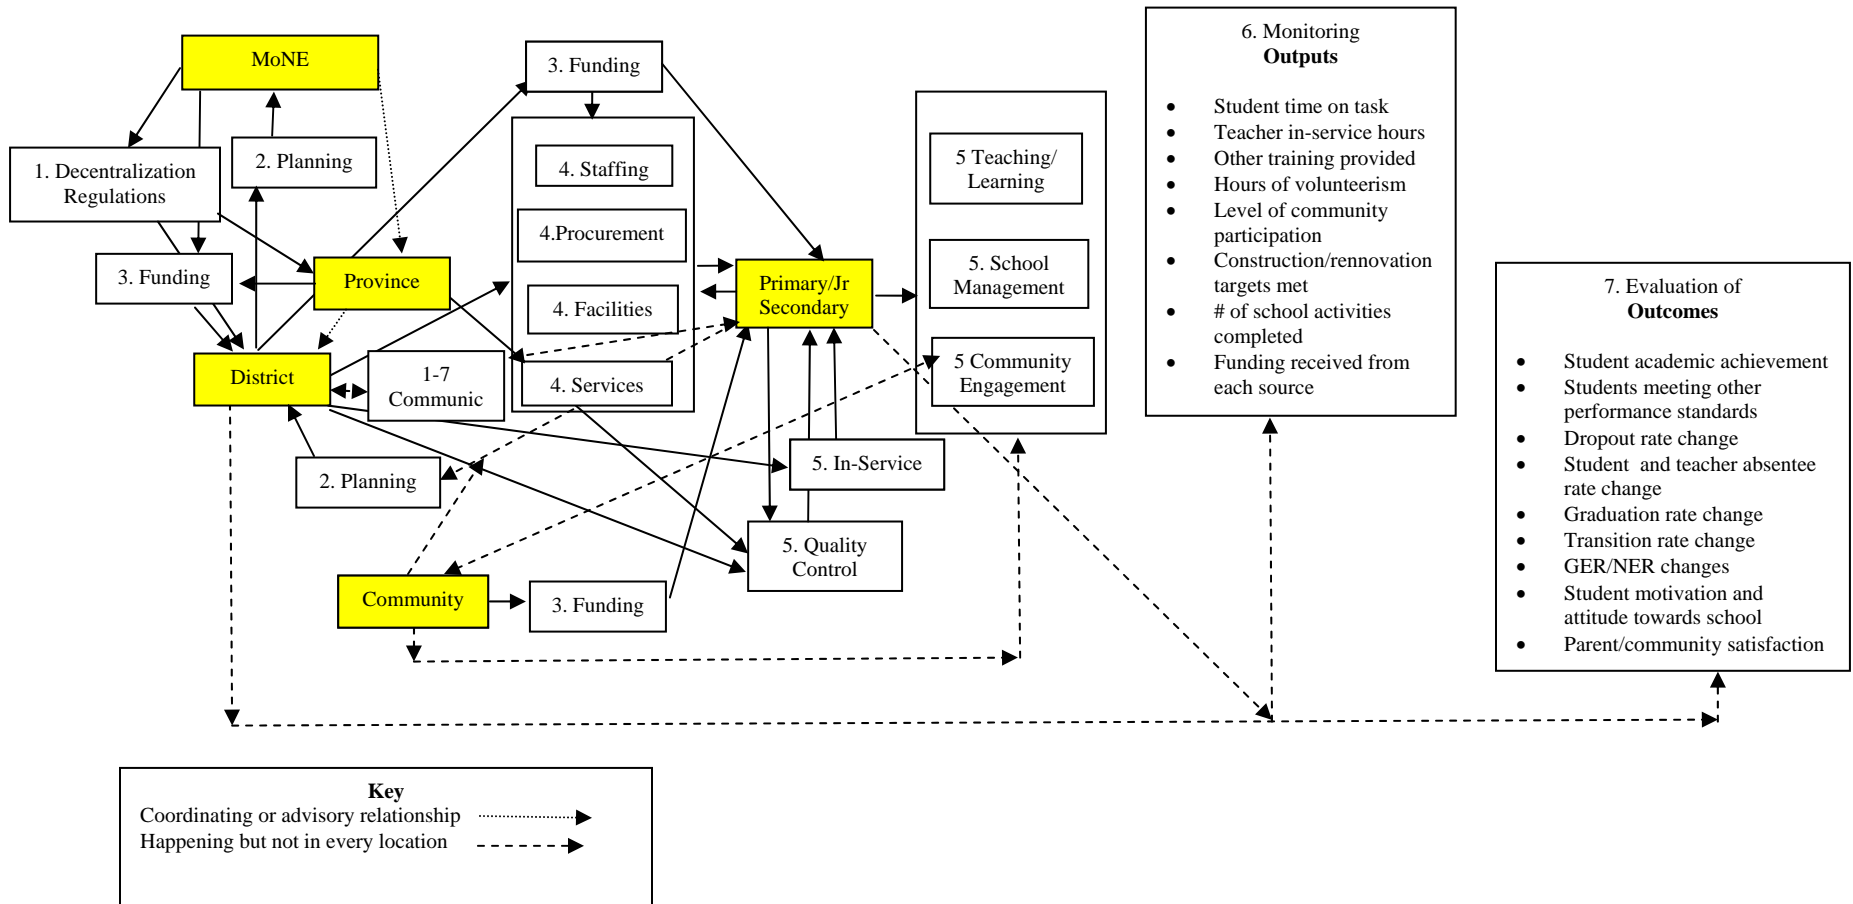 MoNE
3. Funding
1. Decentralization
Regulations
2. Planning
3. Funding
Province
District
1-7
Communic
2. Planning
Community
3. Funding
4. Staffing
4.Procurement
4. Facilities
4. Services
Primary/Jr
Secondary
5. In-Service
5. Quality
Control
5 Teaching/
Learning
5. School
Management
5 Community
Engagement
6. Monitoring
Outputs
• Student time on task
• Teacher in-service hours
• Other training provided
• Hours of volunteerism
• Level of community
participation
• Construction/rennovation
targets met
• # of school activities
completed
• Funding received from
each source
7. Evaluation of
Outcomes
• Student academic achievement
• Students meeting other
performance standards
• Dropout rate change
• Student and teacher absentee
rate change
• Graduation rate change
• Transition rate change
• GER/NER changes
• Student motivation and
attitude towards school
• Parent/community satisfaction
Key
Coordinating or advisory relationship
Happening but not in every location